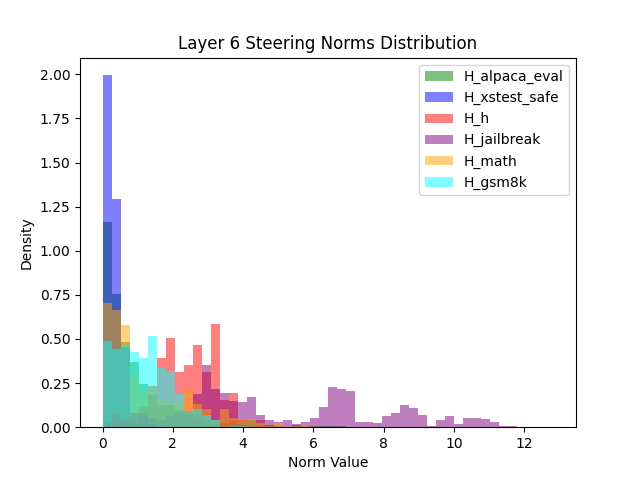 Layer 6 Steering Norms Distribution
H_alpaca_eval
H_xstest_safe
H_h
H_jailbreak
H_math
H_gsm8k
2.00
1.75
1.50
1.25
1.00
0.75
0.50
0.25
0.00
Density
0 2 4 6 8 10 12
Norm Value